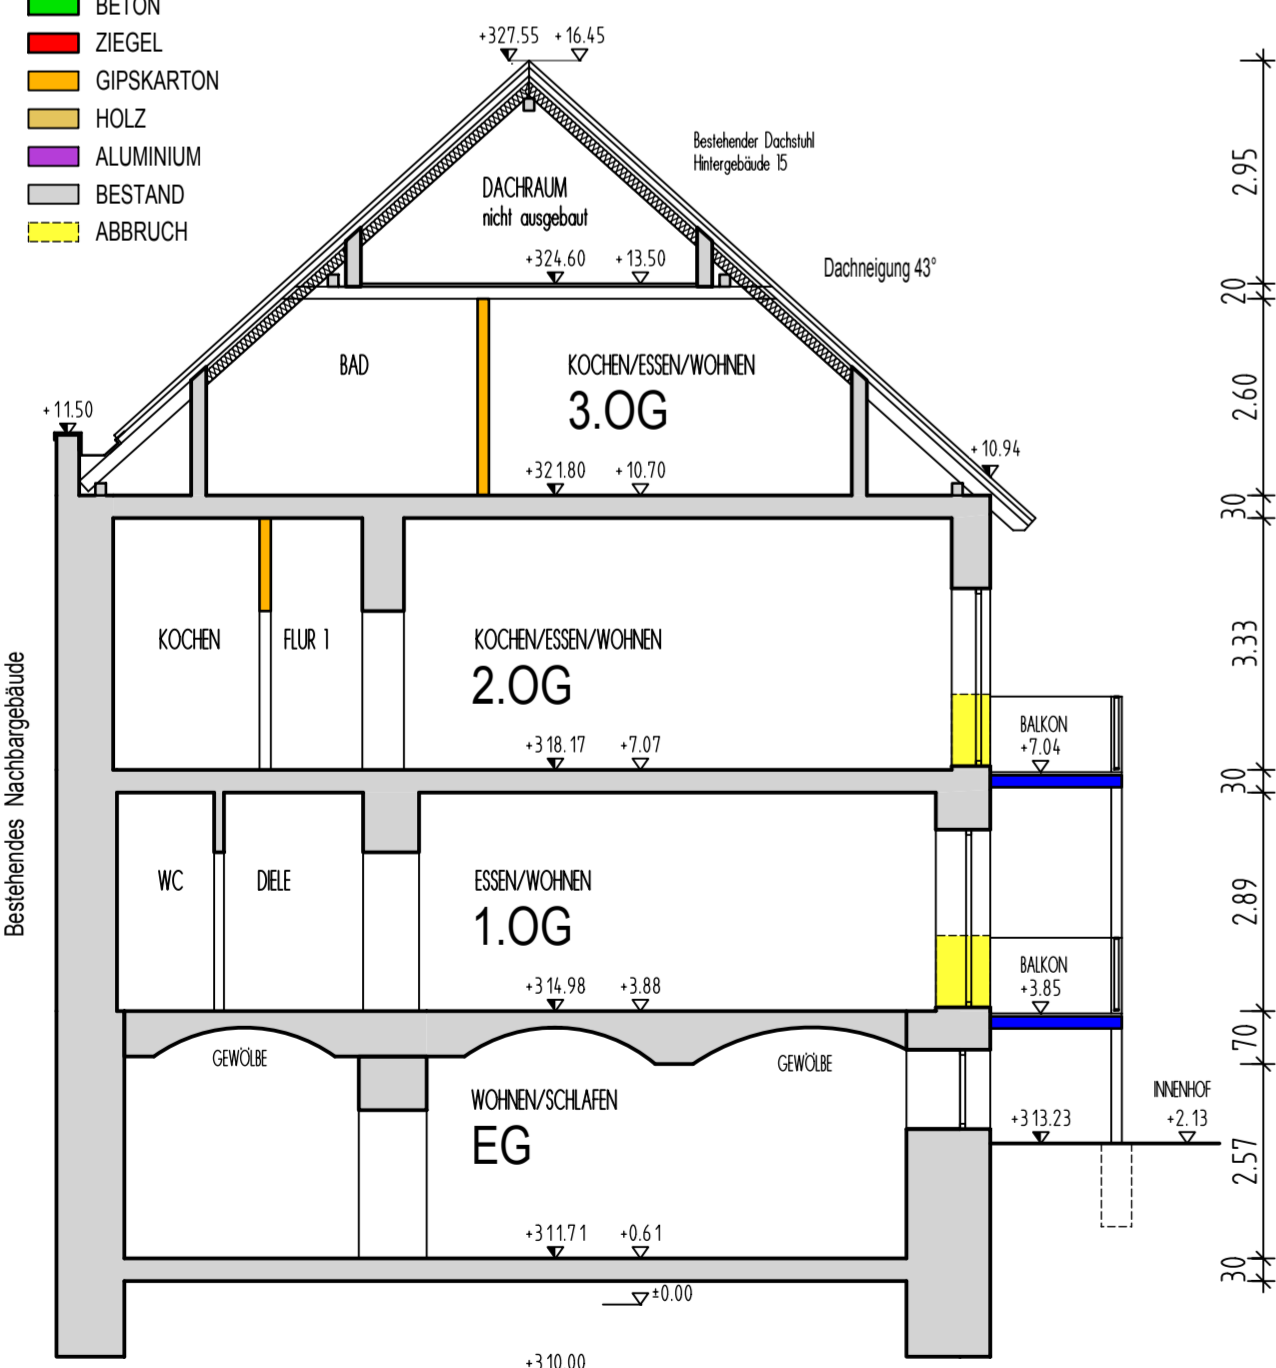 BETON
ZIEGEL
GIPSKARTON
HOLZ
ALUMINIUM
BESTAND
ABBRUCH
+327.55 +16.45
Bestehender Dachstuhl
Hintergebäude 15
DACHRAUM
nicht ausgebaut
+324.60 +13.50
Dachneigung 43°
BAD
KOCHEN/ESSEN/WOHNEN
3.OG
+11.50
+321.80 +10.70
+10.94
KOCHEN
FLUR 1
KOCHEN/ESSEN/WOHNEN
2.OG
+318.17 +7.07
BALKON
+7.04
Bestehendes Nachbargebäude
WC
DIELE
ESSEN/WOHNEN
1.OG
+314.98 +3.88
BALKON
+3.85
GEWÖLBE
GEWÖLBE
WOHNEN/SCHLAFEN
EG
INNENHOF
+313.23 +2.13
+311.71 +0.61
±0.00
+310.00
2.95
20
2.60
30
3.33
30
2.89
70
2.57
30